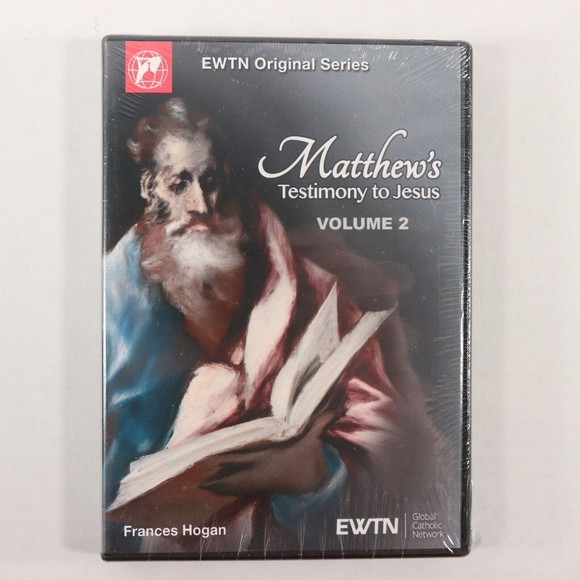 EWTN Original Series
Matthew's
Testimony to Jesus
VOLUME 2
Frances Hogan
EWTN
Global
Catholic
Network